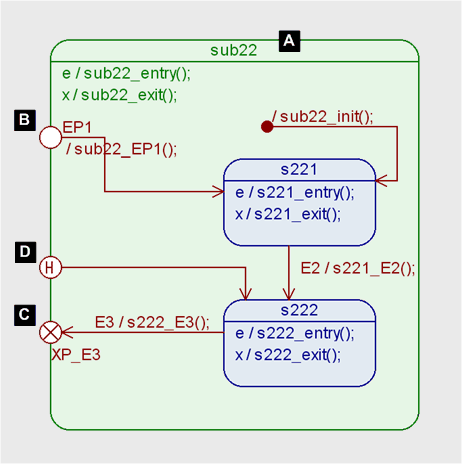 A
sub22
e / sub22_entry();
x / sub22_exit();
B
EP1
/ sub22_EP1();
/ sub22_init();
s221
e / s221_entry();
x / s221_exit();
D
H
E2 / s221_E2();
C
E3 / s222_E3();
XP_E3
s222
e / s222_entry();
x / s222_exit();